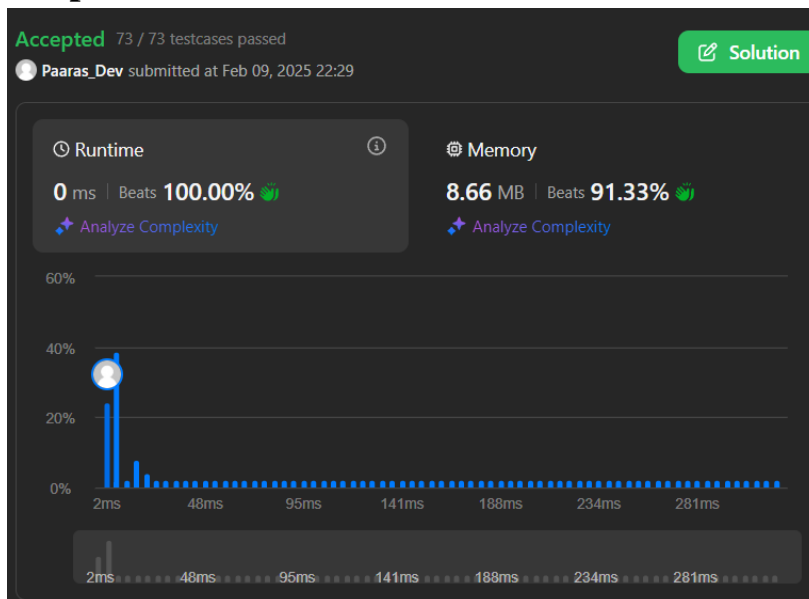 Accepted 73 / 73 testcases passed
Solution
Paaras_Dev submitted at Feb 09, 2025 22:29
Runtime
Memory
0 ms | Beats 100.00%
8.66 MB | Beats 91.33%
Analyze Complexity
Analyze Complexity
60%
40%
20%
0%
2ms 48ms 95ms 141ms 188ms 234ms 281ms
2ms 48ms 95ms 141ms 188ms 234ms 281ms